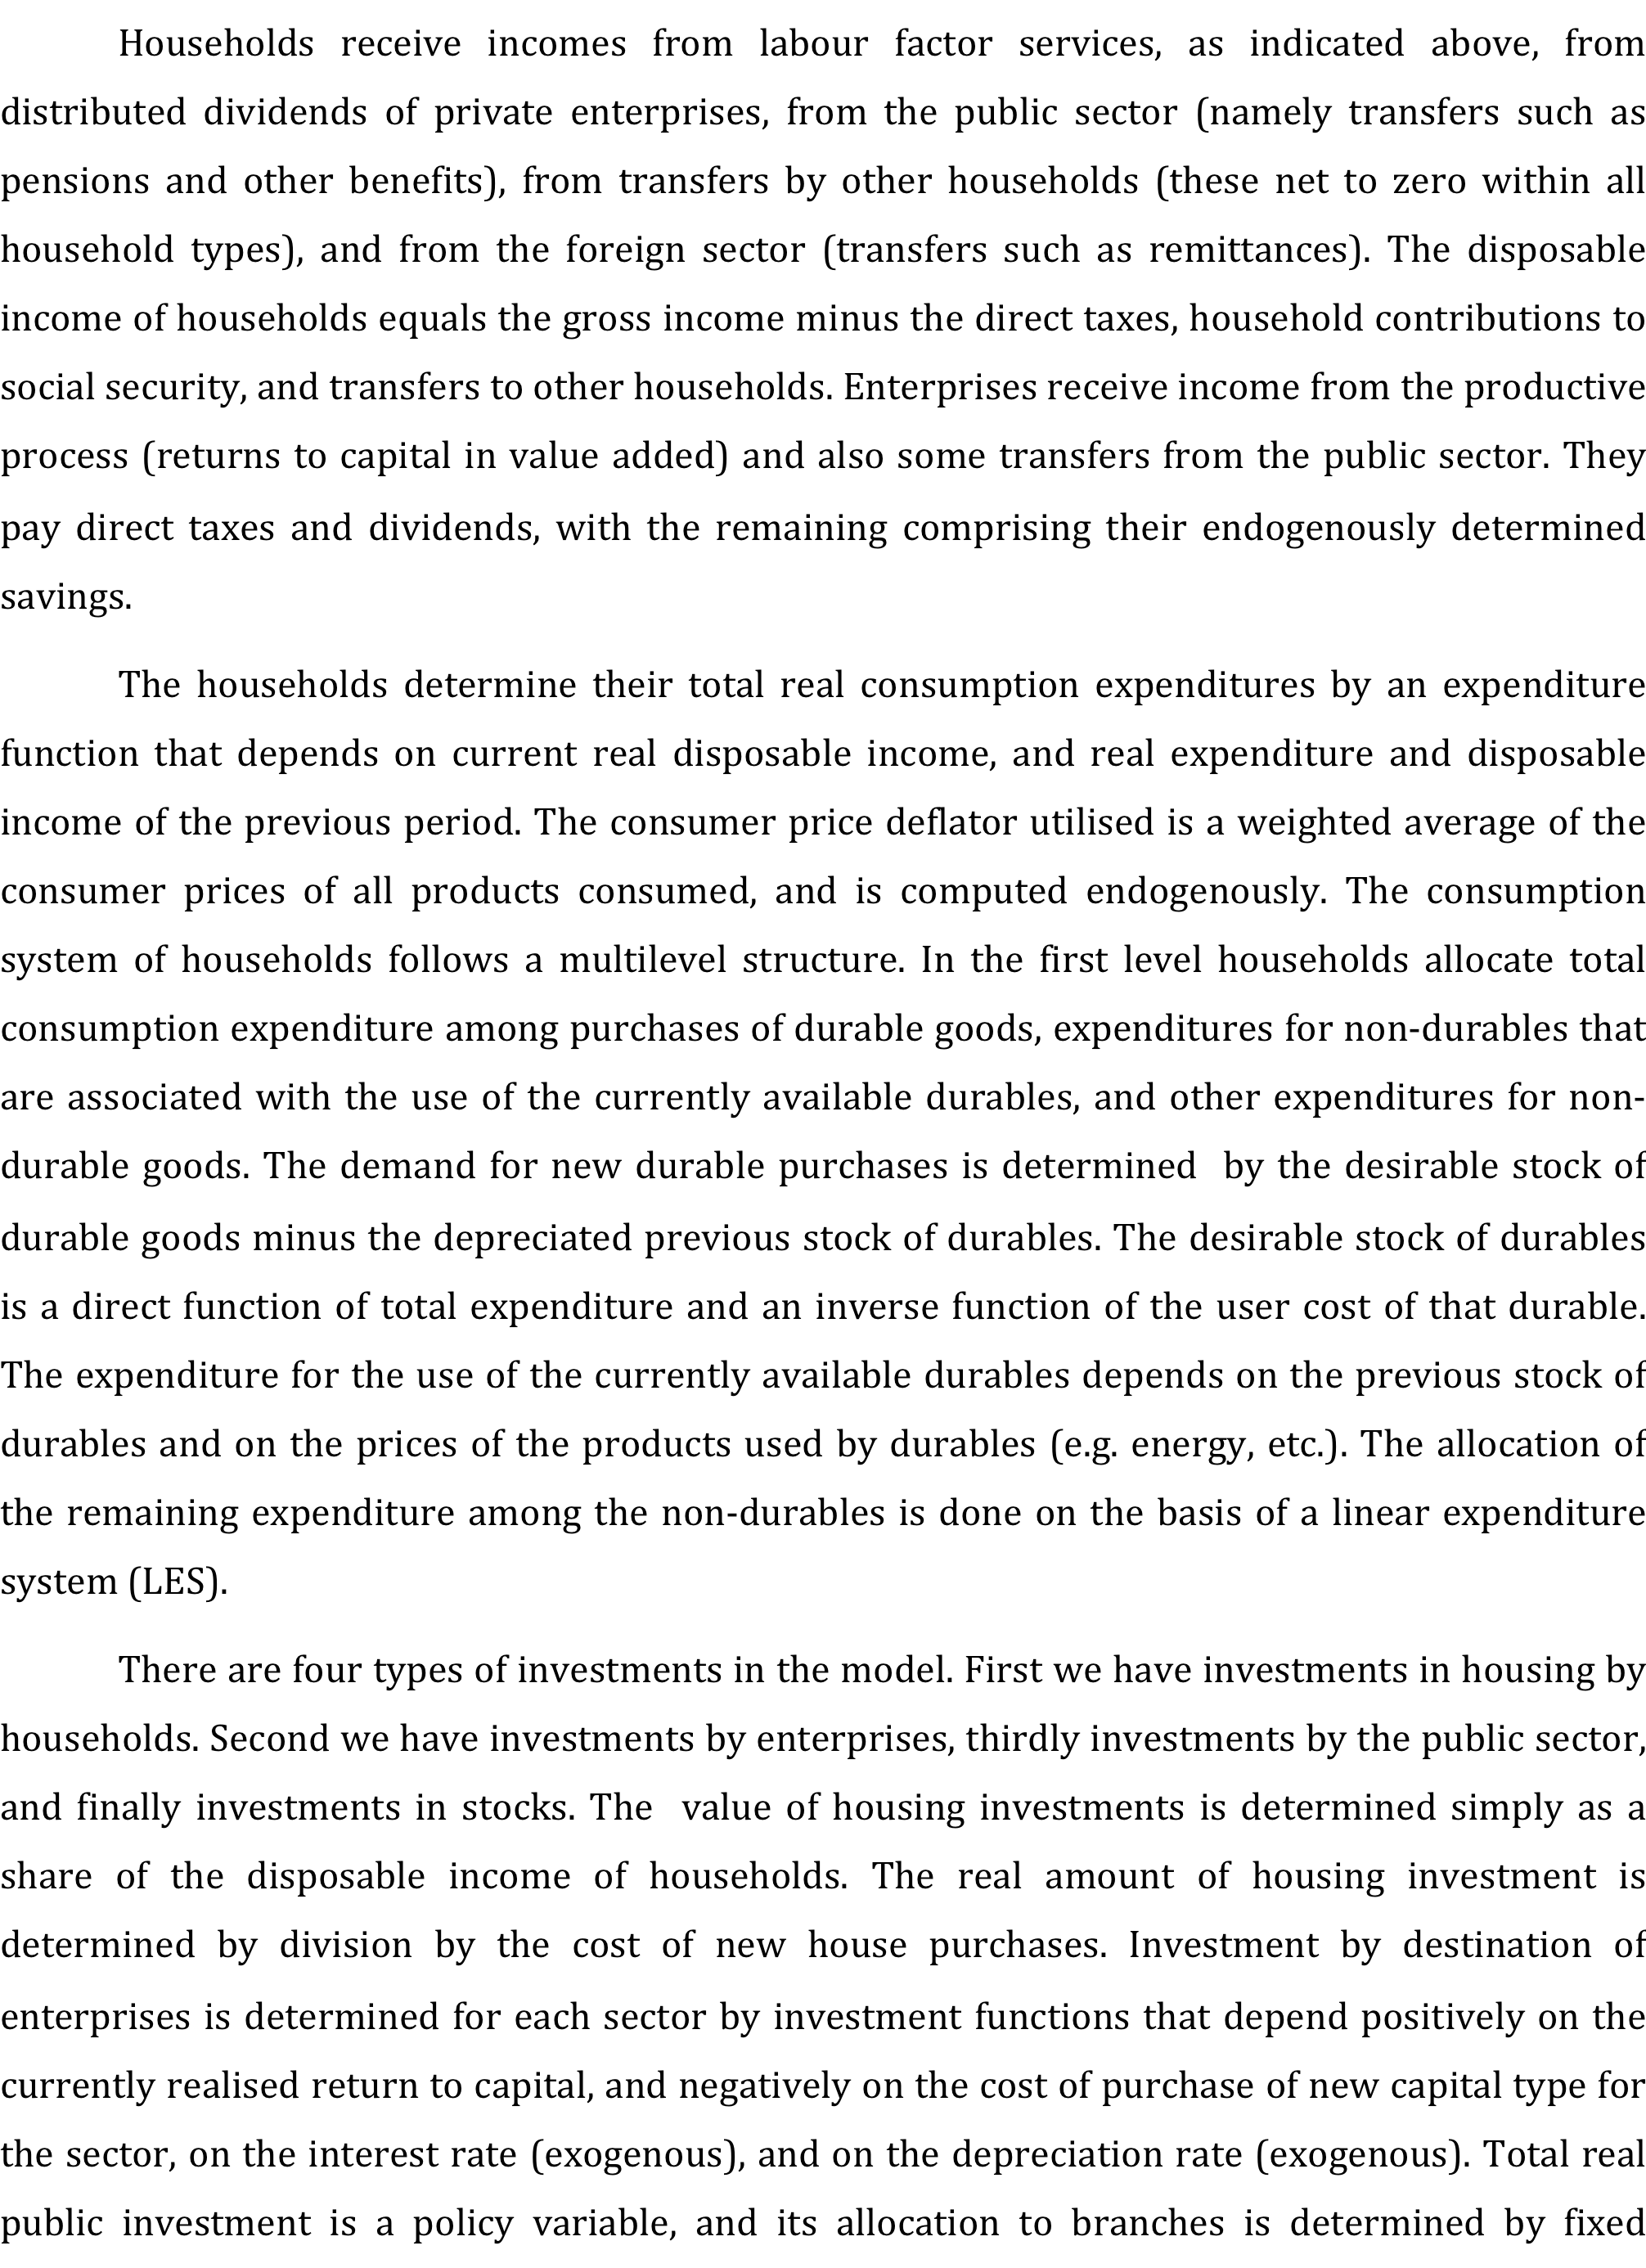 Households receive incomes from labour factor services, as indicated above, from
distributed dividends of private enterprises, from the public sector (namely transfers such as
pensions and other benefits), from transfers by other households (these net to zero within all
household types), and from the foreign sector (transfers such as remittances). The disposable
income of households equals the gross income minus the direct taxes, household contributions to
social security, and transfers to other households. Enterprises receive income from the productive
process (returns to capital in value added) and also some transfers from the public sector. They
pay direct taxes and dividends, with the remaining comprising their endogenously determined
savings.
The households determine their total real consumption expenditures by an expenditure
function that depends on current real disposable income, and real expenditure and disposable
income of the previous period. The consumer price deflator utilised is a weighted average of the
consumer prices of all products consumed, and is computed endogenously. The consumption
system of households follows a multilevel structure. In the first level households allocate total
consumption expenditure among purchases of durable goods, expenditures for non-durables that
are associated with the use of the currently available durables, and other expenditures for non-
durable goods. The demand for new durable purchases is determined  by the desirable stock of
durable goods minus the depreciated previous stock of durables. The desirable stock of durables
is a direct function of total expenditure and an inverse function of the user cost of that durable.
The expenditure for the use of the currently available durables depends on the previous stock of
durables and on the prices of the products used by durables (e.g. energy, etc.). The allocation of
the remaining expenditure among the non-durables is done on the basis of a linear expenditure
system (LES).
There are four types of investments in the model. First we have investments in housing by
households. Second we have investments by enterprises, thirdly investments by the public sector,
and finally investments in stocks. The  value of housing investments is determined simply as a
share of the disposable income of households. The real amount of housing investment is
determined by division by the cost of new house purchases. Investment by destination of
enterprises is determined for each sector by investment functions that depend positively on the
currently realised return to capital, and negatively on the cost of purchase of new capital type for
the sector, on the interest rate (exogenous), and on the depreciation rate (exogenous). Total real
public investment is a policy variable, and its allocation to branches is determined by fixed